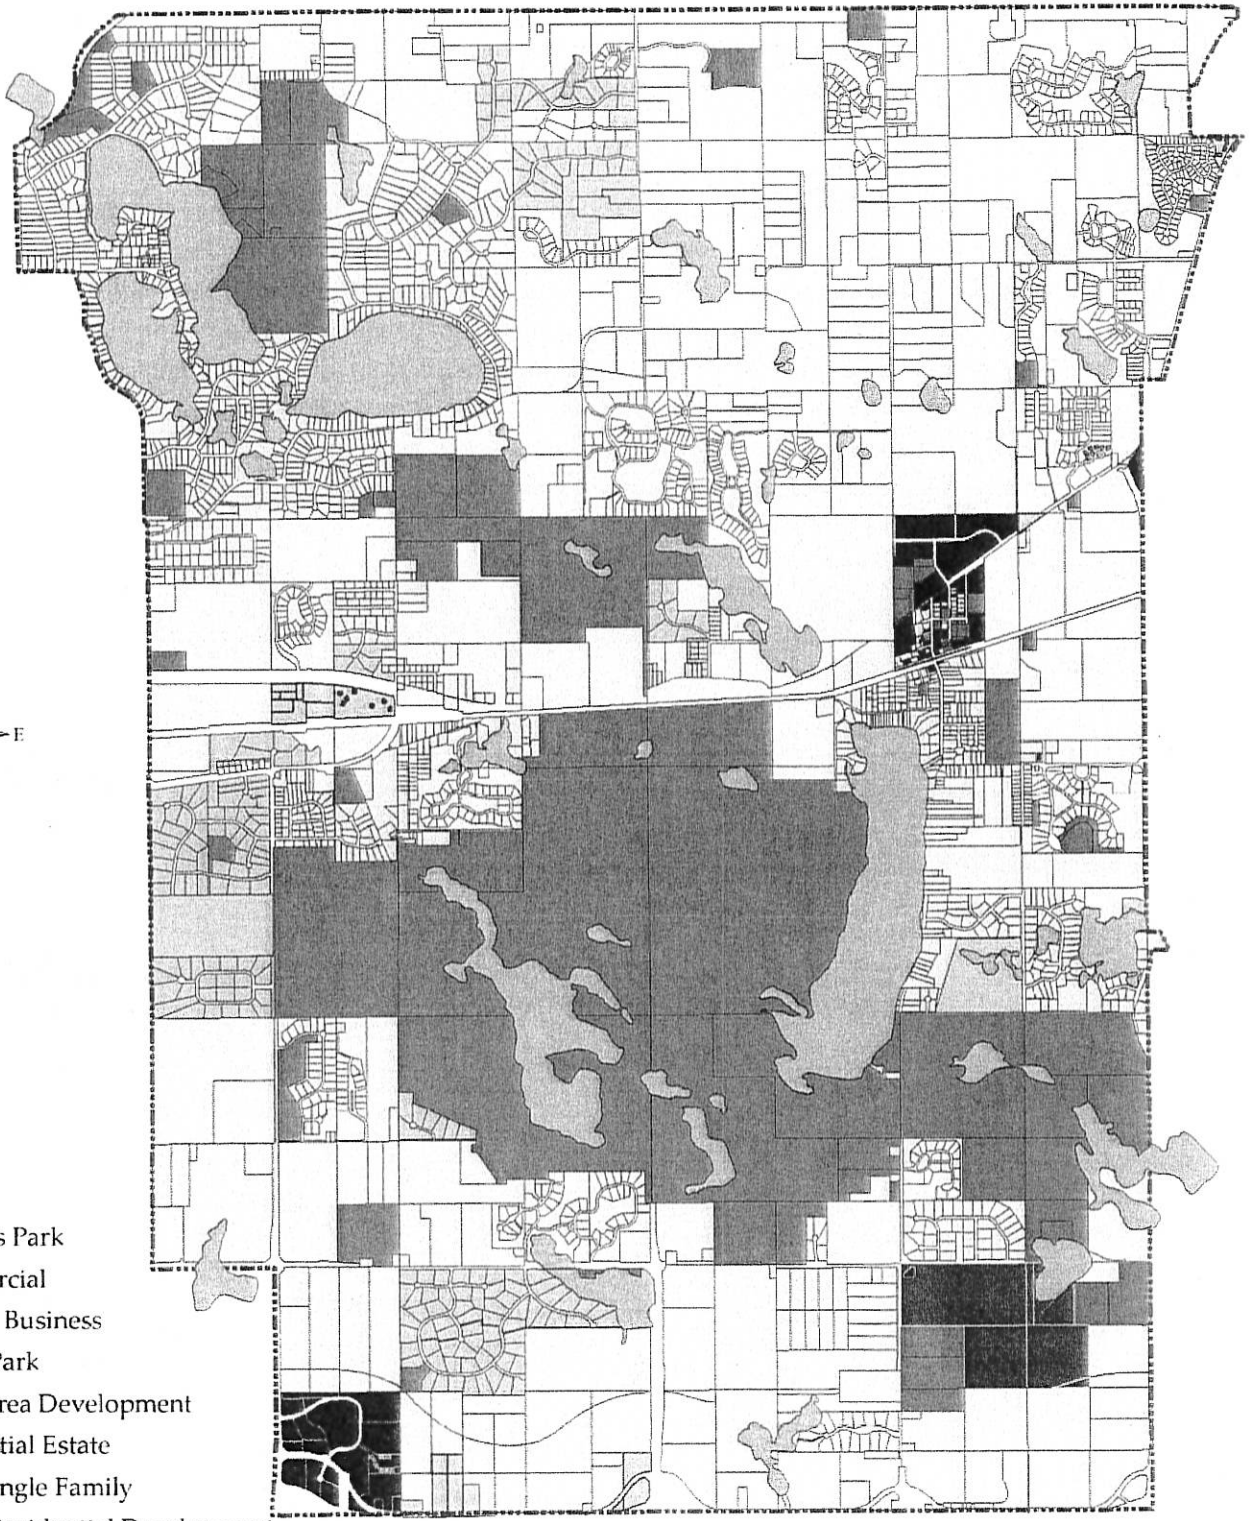 E
s Park
rcial
Business
Park
rea Development
tial Estate
ngle Family